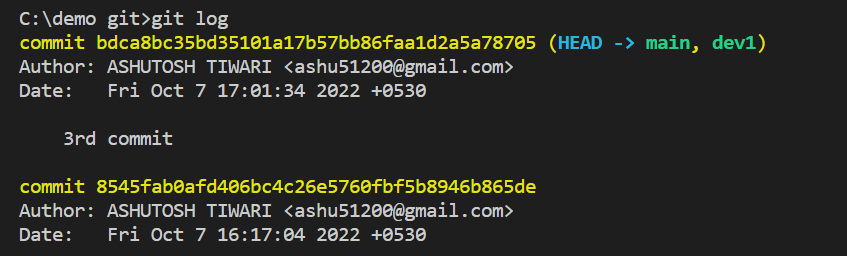 C:\demo git>git log
commit bdca8bc35bd35101a17b57bb86faa1d2a5a78705 (HEAD -> main, dev1)
Author: ASHUTOSH TIWARI <ashu51200@gmail.com>
Date:   Fri Oct 7 17:01:34 2022 +0530
    3rd commit
commit 8545fab0afd406bc4c26e5760fbf5b8946b865de
Author: ASHUTOSH TIWARI <ashu51200@gmail.com>
Date:   Fri Oct 7 16:17:04 2022 +0530